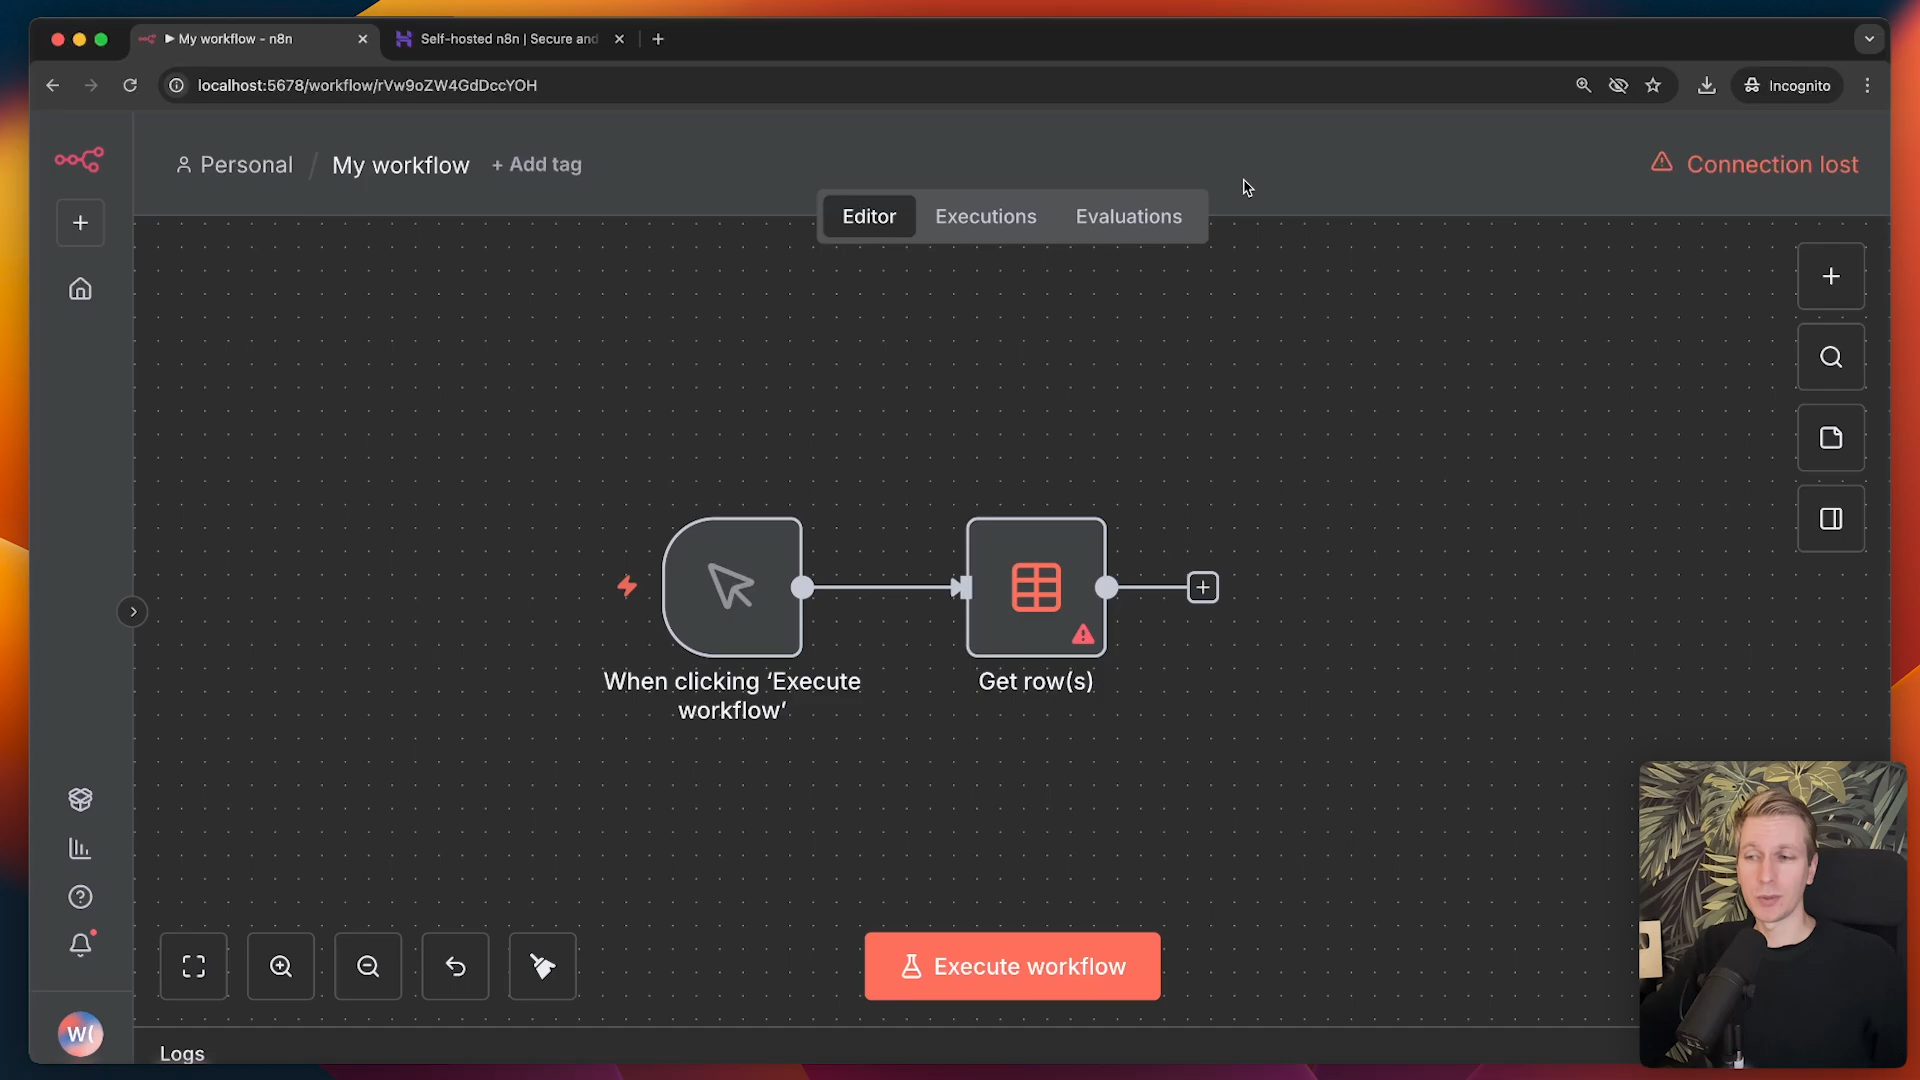 My workflow - n8n
Self-hosted n8n | Secure and
localhost:5678/workflow/rVw9oZW4GdDccYOH
Incognito
Personal / My workflow + Add tag
Connection lost
Editor Executions Evaluations
When clicking ‘Execute
workflow’
Get row(s)
Execute workflow
W(
Logs